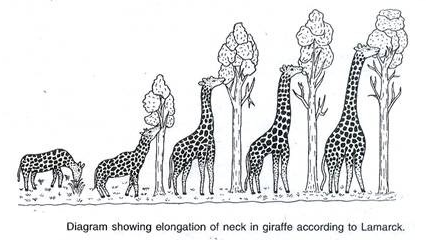 Diagram showing elongation of neck in giraffe according to Lamarck.